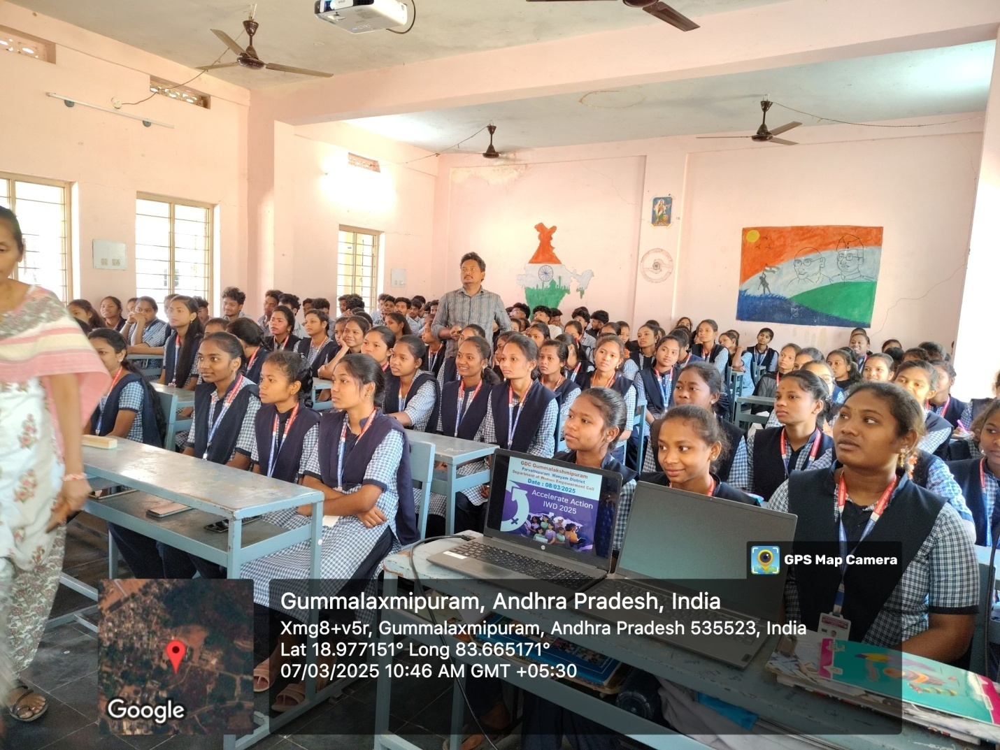 GDC Gummalakshmipuram
Parvathipuram Manyam District
Department of Women Empowerment Cell
Date : 08/03/2025
Accelerate Action
IWD 2025
GPS Map Camera
Gummalaxmipuram, Andhra Pradesh, India
Xmg8+v5r, Gummalaxmipuram, Andhra Pradesh 535523, India
Lat 18.977151° Long 83.665171°
07/03/2025 10:46 AM GMT +05:30
Google